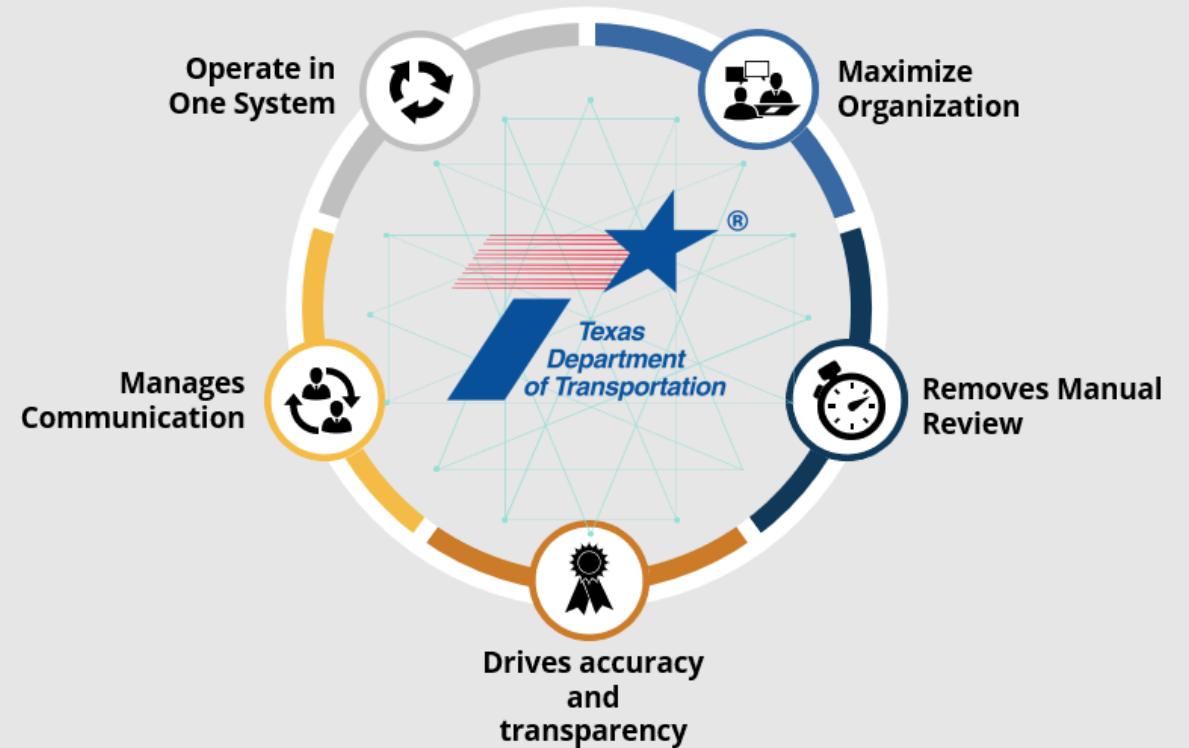 Operate in
One System
Maximize
Organization
®
Texas
Department
of Transportation
Manages
Communication
Removes Manual
Review
Drives accuracy
and
transparency